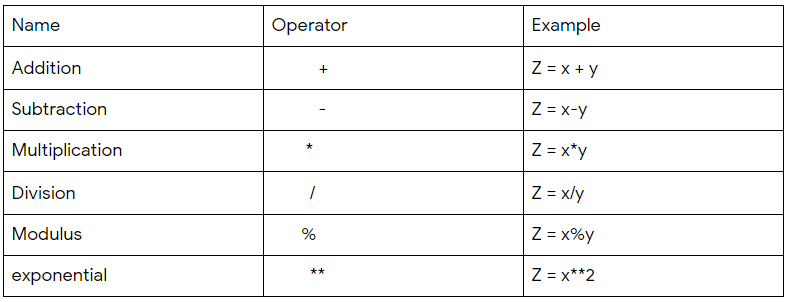 Name Operator Example
Addition + Z = x + y
Subtraction - Z = x-y
Multiplication * Z = x*y
Division / Z = x/y
Modulus % Z = x%y
exponential ** Z = x**2